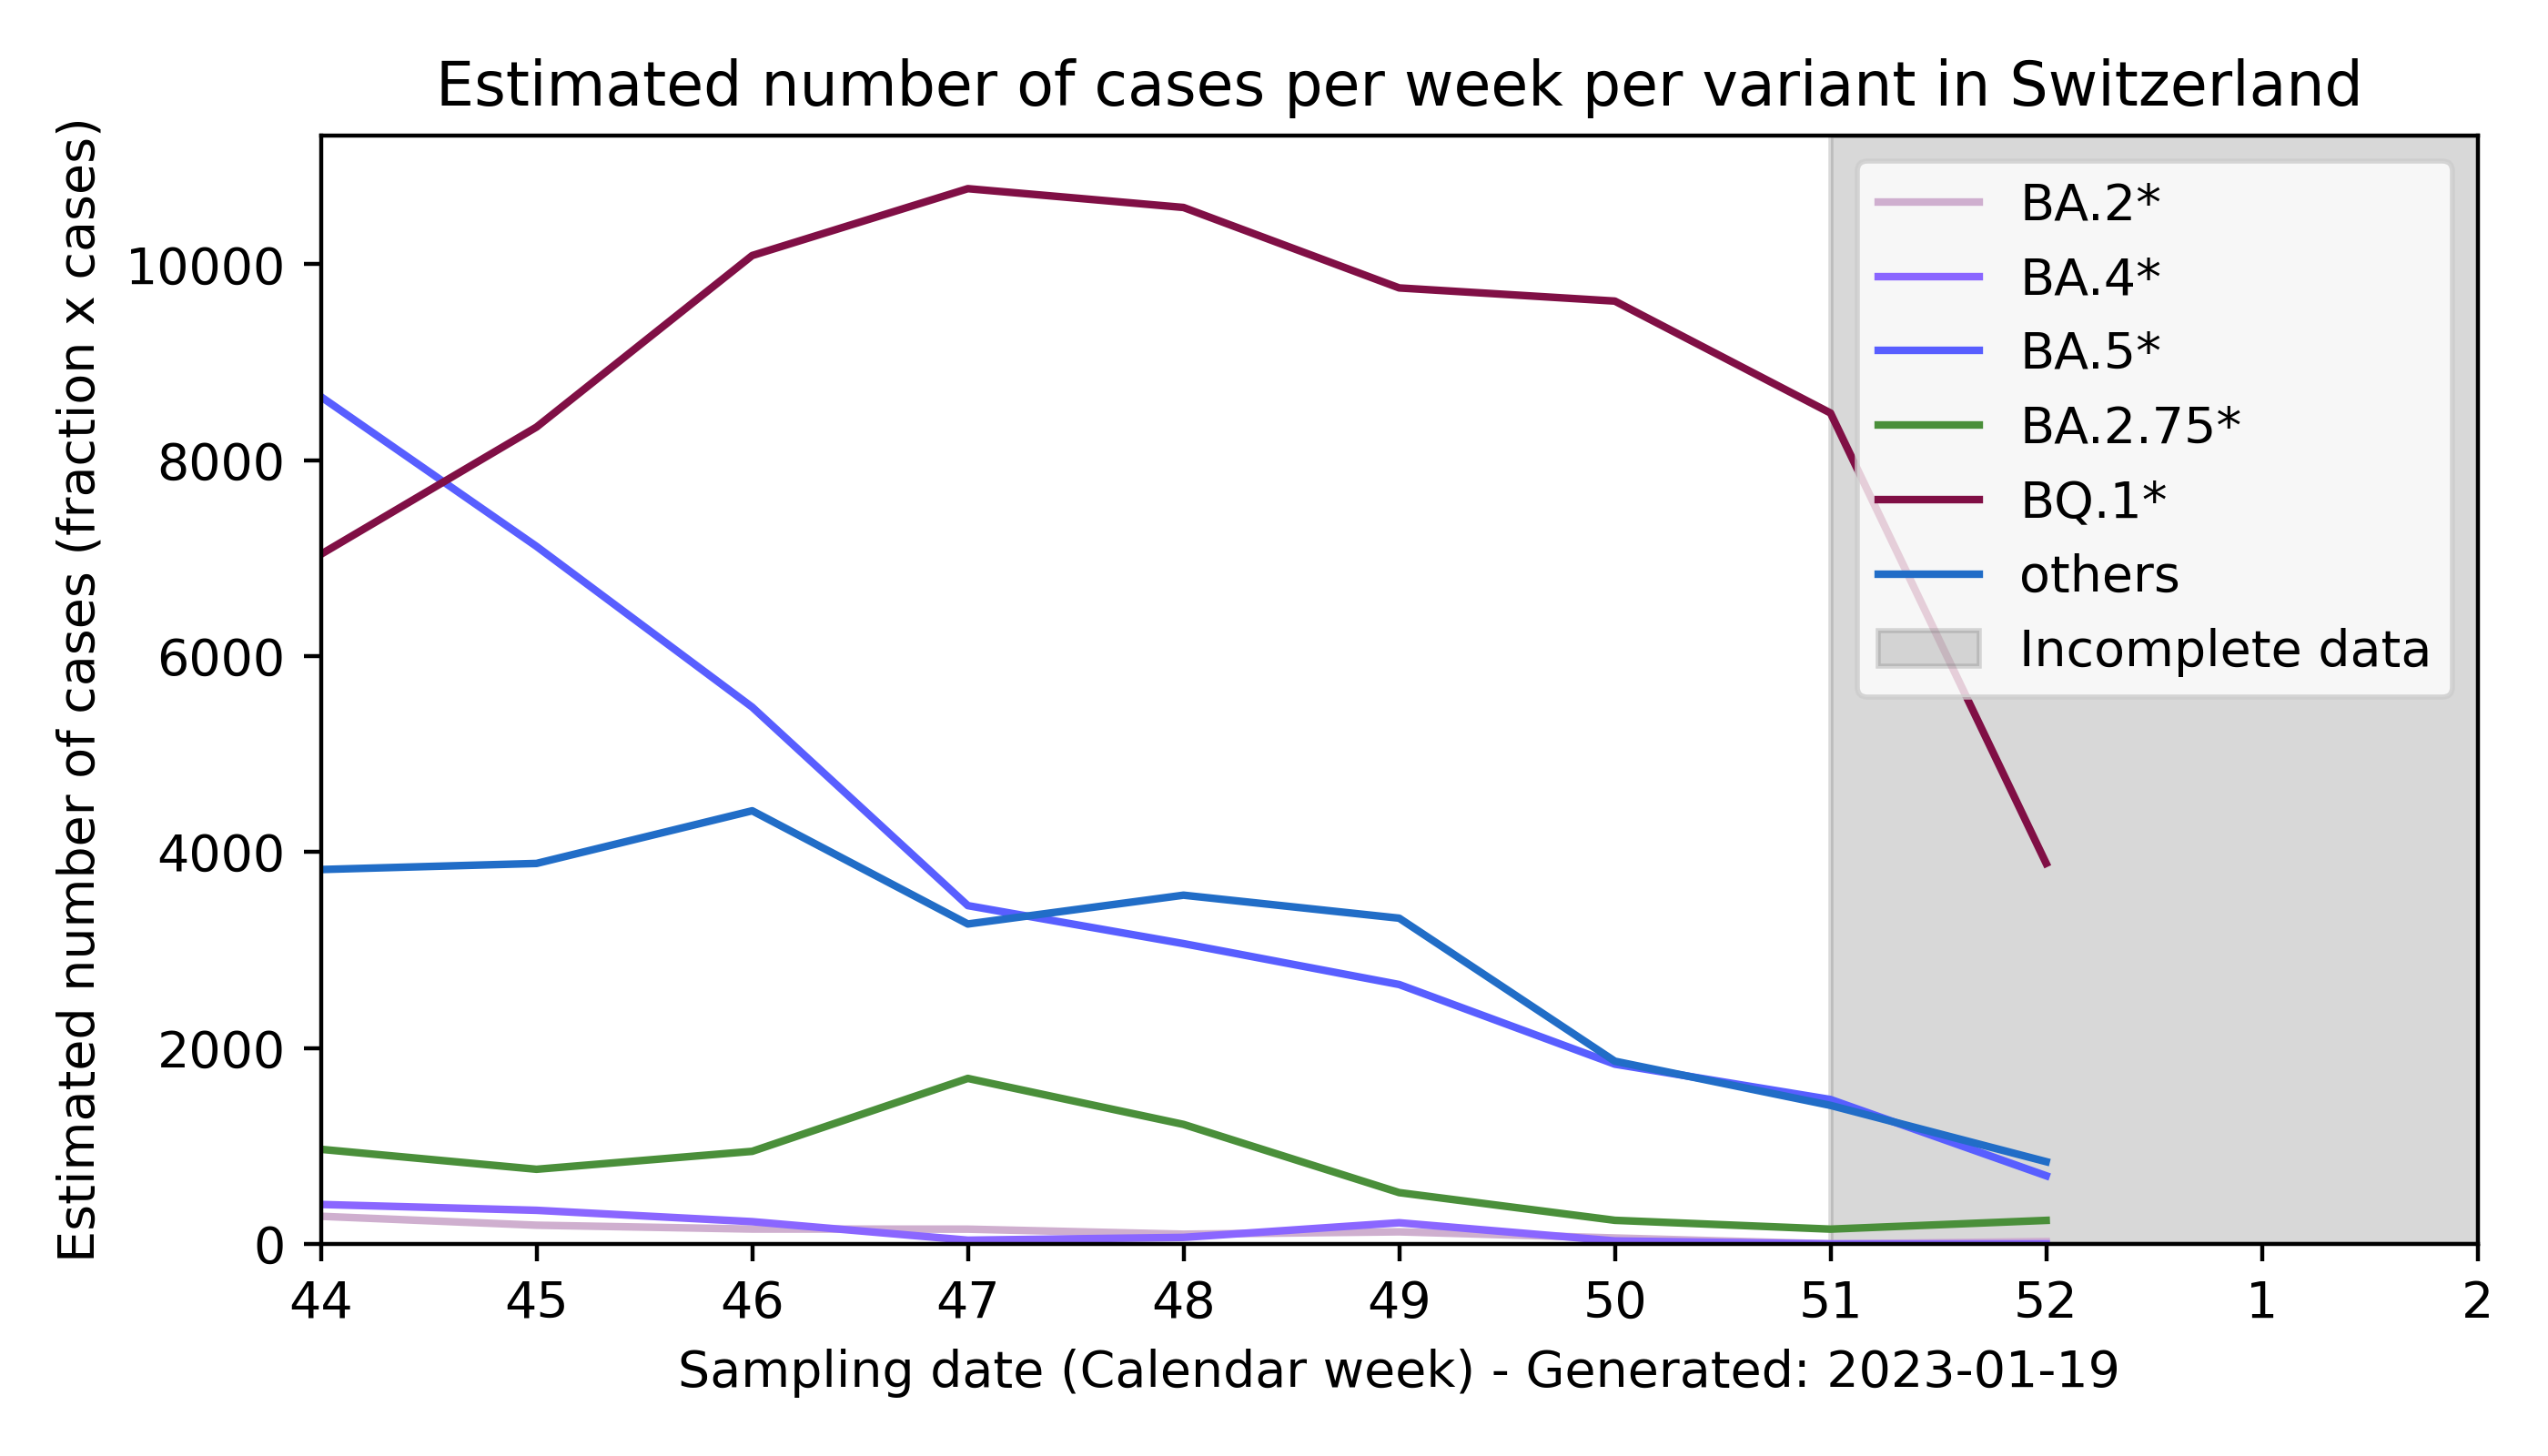 Estimated number of cases per week per variant in Switzerland
Estimated number of cases (fraction x cases)
10000
8000
6000
4000
2000
0
BA.2*
BA.4*
BA.5*
BA.2.75*
BQ.1*
others
Incomplete data
44 45 46 47 48 49 50 51 52 1 2
Sampling date (Calendar week) - Generated: 2023-01-19